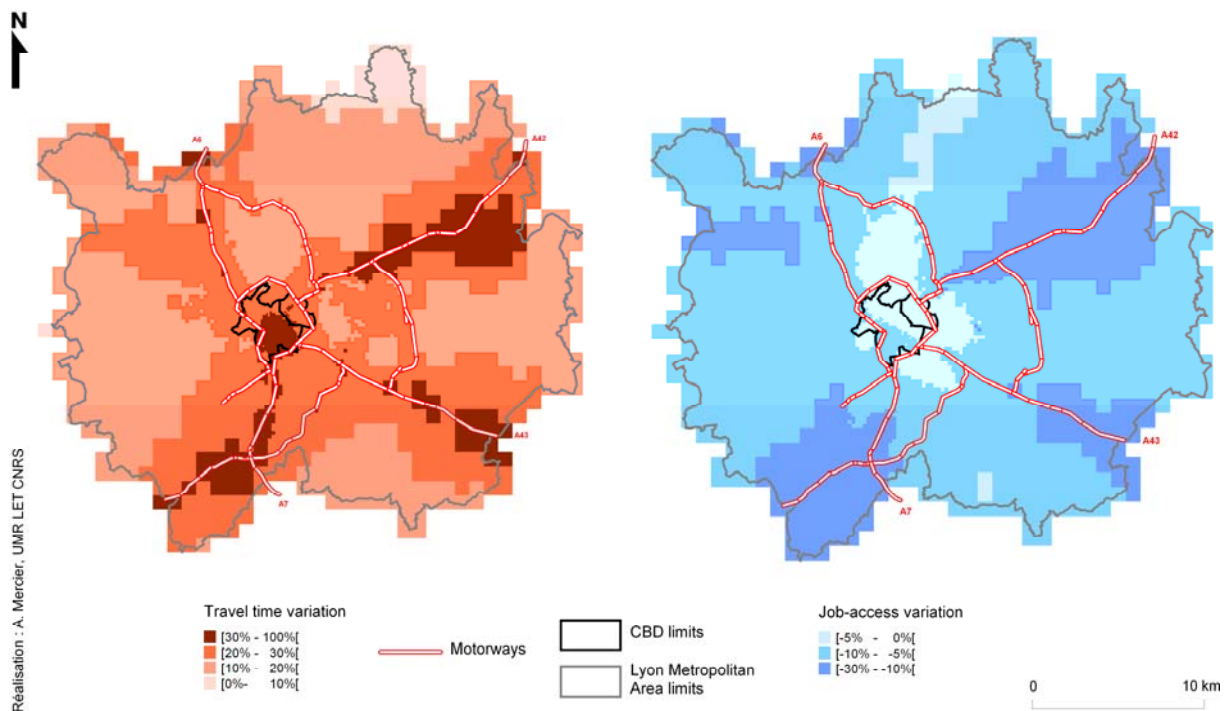 N
A6
A42
A43
A7
A6
A42
A43
A7
Réalisation : A. Mercier, UMR LET CNRS
Travel time variation
[30% - 100%[
[20% - 30%[
[10% - 20%[
[0%- 10%[
Motorways
CBD limits
Lyon Metropolitan
Area limits
Job-access variation
[-5% - 0%[
[-10% - -5%[
[-30% - -10%[
0 10 km